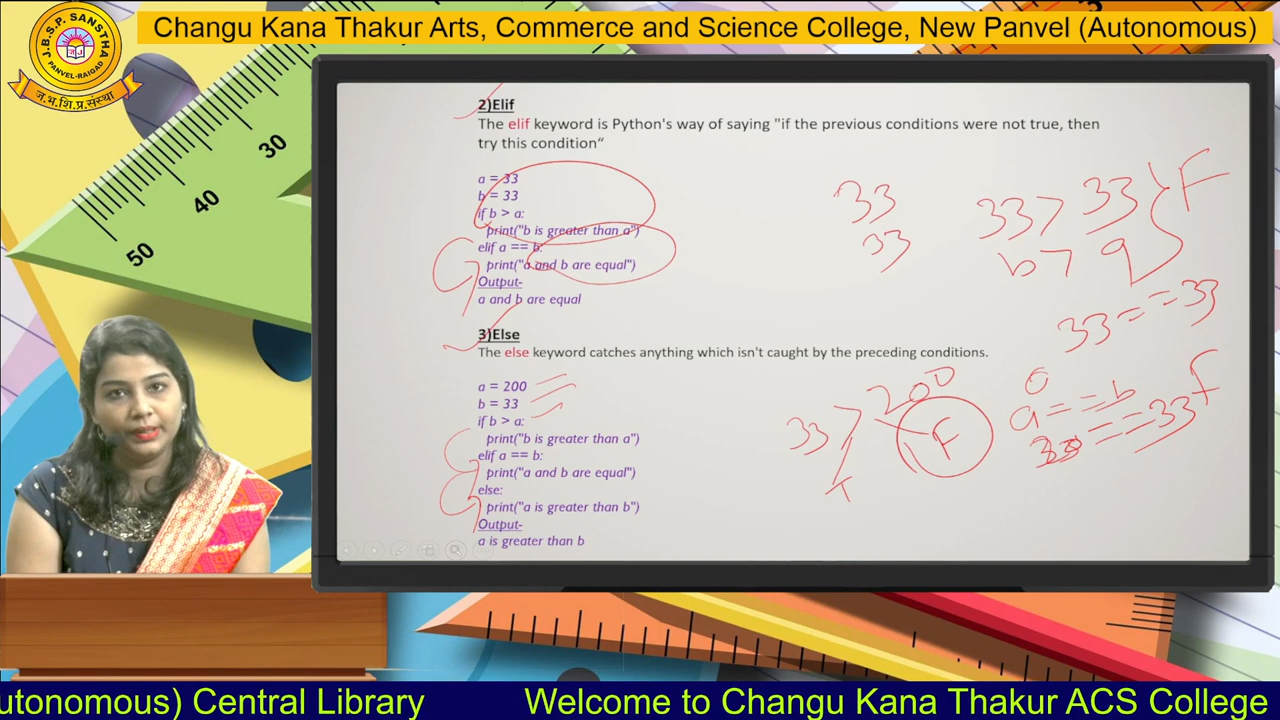 Changu Kana Thakur Arts, Commerce and Science College, New Panvel (Autonomous)
J.B.S.P. SANSTHA
PANVEL-RAIGAD
ज.भ.शि.प्र.संस्था
30
40
50
3
2)Elif
The elif keyword is Python's way of saying "if the previous conditions were not true, then
try this condition“
a = 33
b = 33
if b > a:
print("b is greater than a")
elif a == b:
print("a and b are equal")
Output-
a and b are equal
33
33
33 > 33 } F
b > a
33 == 33
3)Else
The else keyword catches anything which isn't caught by the preceding conditions.
a = 200
b = 33
if b > a:
print("b is greater than a")
elif a == b:
print("a and b are equal")
else:
print("a is greater than b")
Output-
a is greater than b
33 > 200
F
a == b
== 33 F
utonomous) Central Library
Welcome to Changu Kana Thakur ACS College